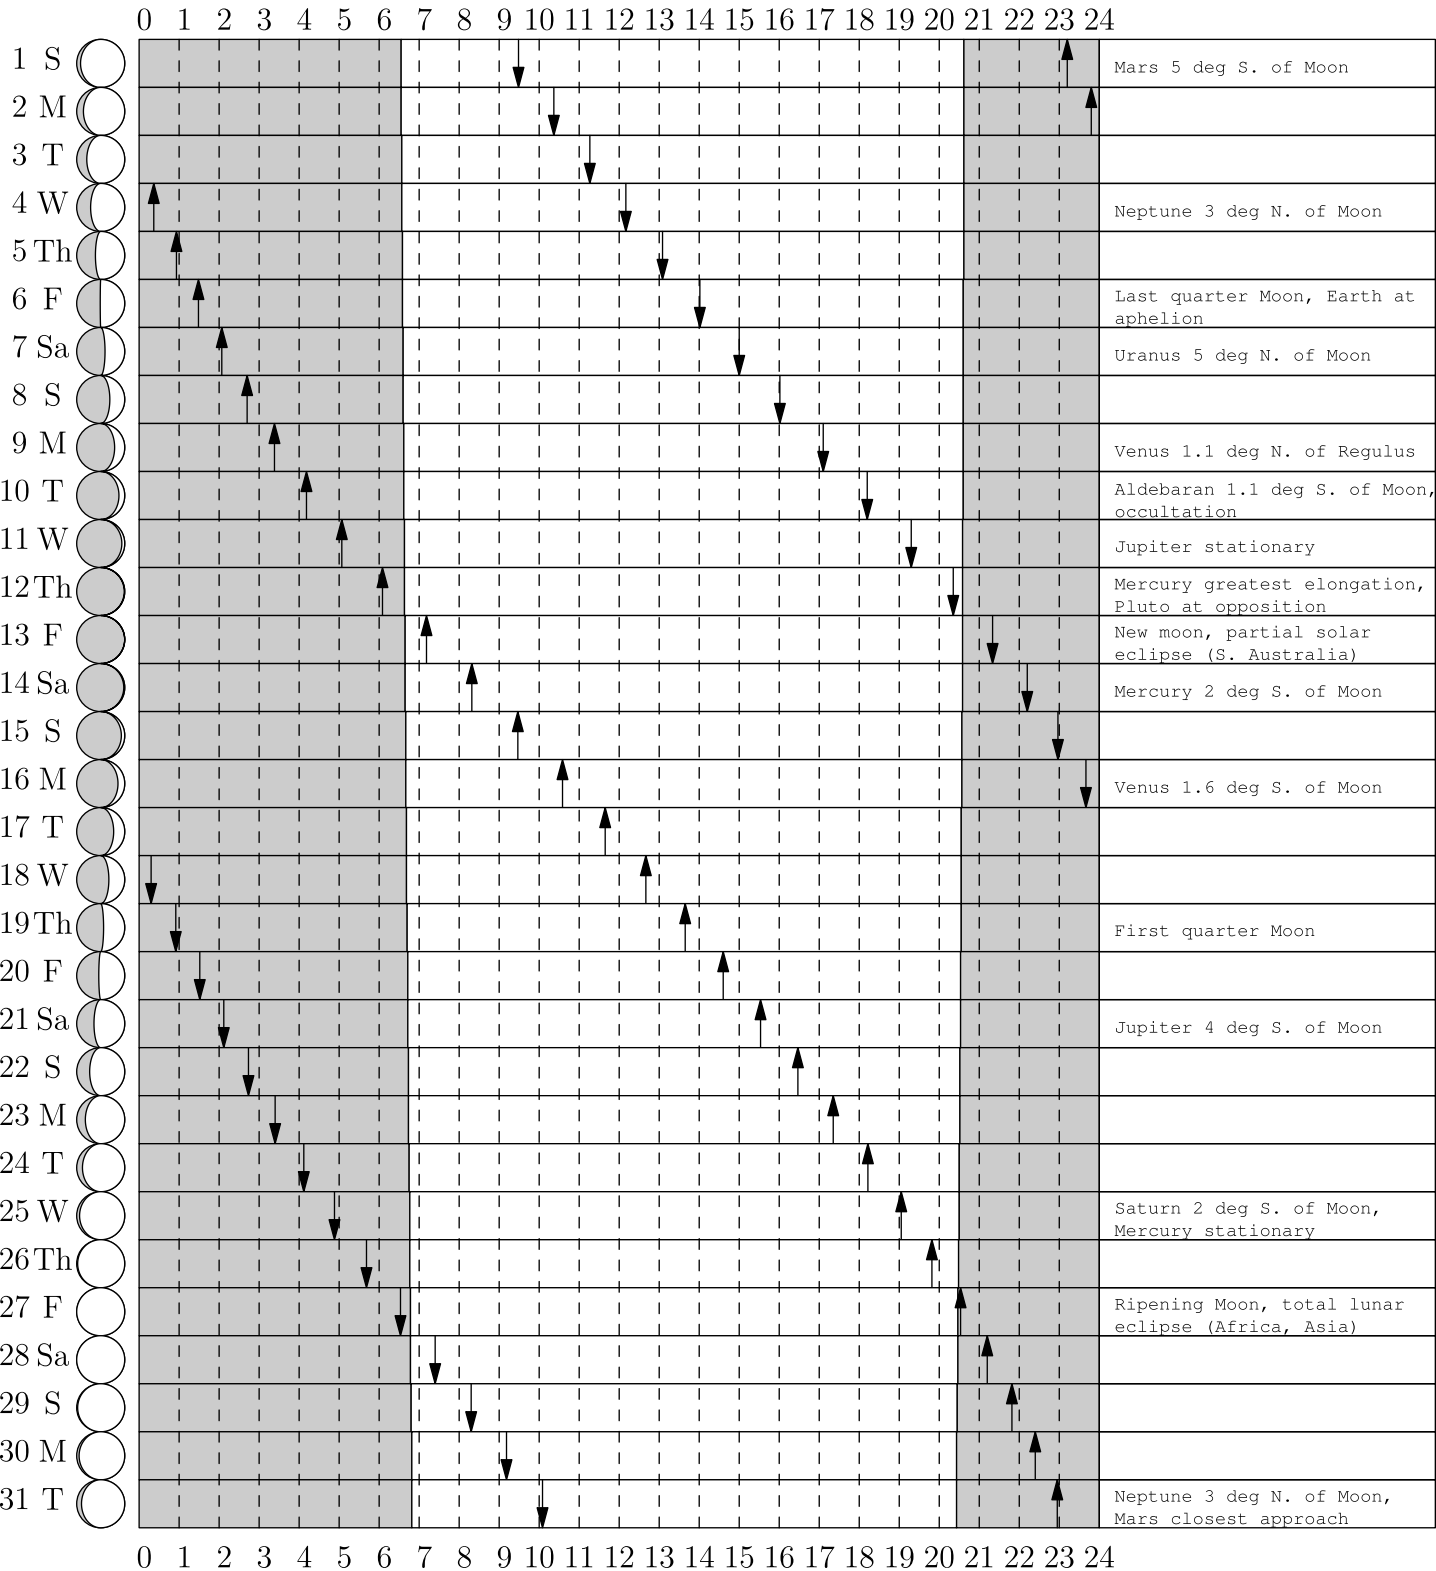 0 1 2 3 4 5 6 7 8 9 10 11 12 13 14 15 16 17 18 19 20 21 22 23 24
1 S Mars 5 deg S. of Moon
2 M
3 T
4 W Neptune 3 deg N. of Moon
5 Th
6 F Last quarter Moon, Earth at
aphelion
7 Sa Uranus 5 deg N. of Moon
8 S
9 M Venus 1.1 deg N. of Regulus
10 T Aldebaran 1.1 deg S. of Moon,
occultation
11 W Jupiter stationary
12 Th Mercury greatest elongation,
Pluto at opposition
13 F New moon, partial solar
eclipse (S. Australia)
14 Sa Mercury 2 deg S. of Moon
15 S
16 M Venus 1.6 deg S. of Moon
17 T
18 W
19 Th First quarter Moon
20 F
21 Sa Jupiter 4 deg S. of Moon
22 S
23 M
24 T
25 W Saturn 2 deg S. of Moon,
Mercury stationary
26 Th
27 F Ripening Moon, total lunar
eclipse (Africa, Asia)
28 Sa
29 S
30 M
31 T Neptune 3 deg N. of Moon,
Mars closest approach
0 1 2 3 4 5 6 7 8 9 10 11 12 13 14 15 16 17 18 19 20 21 22 23 24